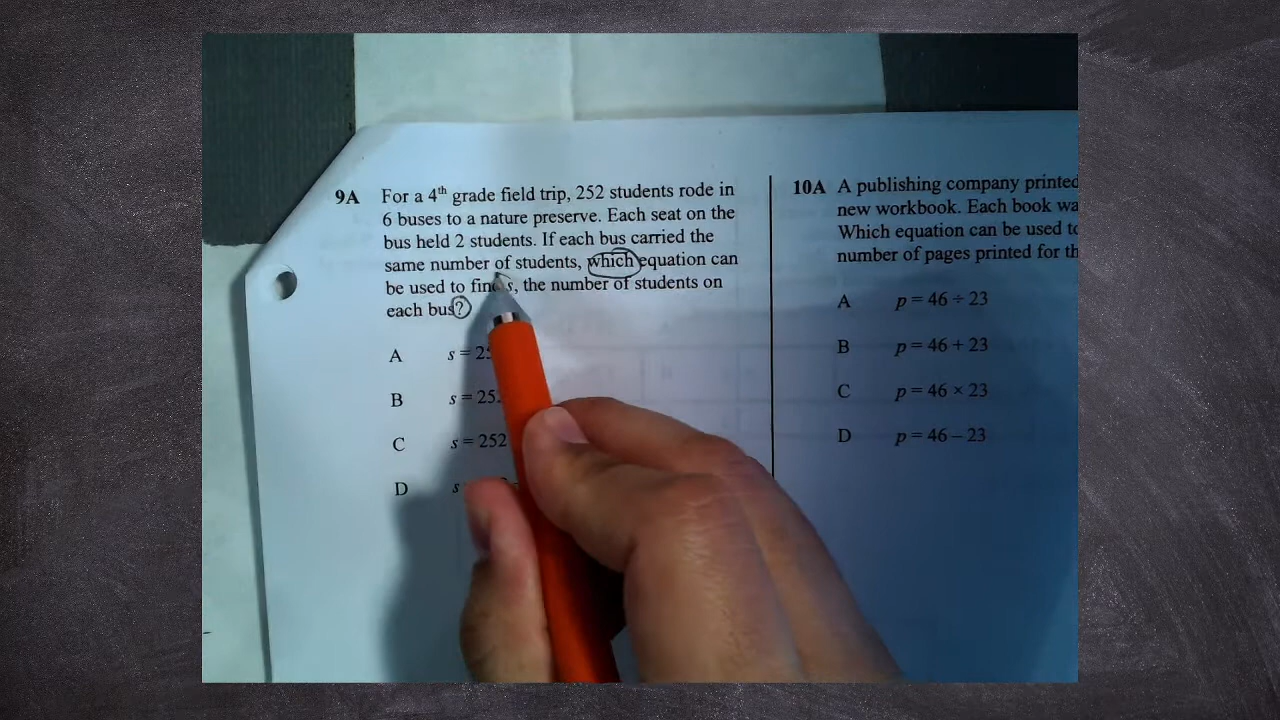 9A For a 4th grade field trip, 252 students rode in
6 buses to a nature preserve. Each seat on the
bus held 2 students. If each bus carried the
same number of students, which equation can
be used to find s, the number of students on
each bus?
A s =
B s =
C s = 252
D s
10A A publishing company printed
new workbook. Each book
Which equation can be used
number of pages printed for
A p = 46 ÷ 23
B p = 46 + 23
C p = 46 × 23
D p = 46 – 23